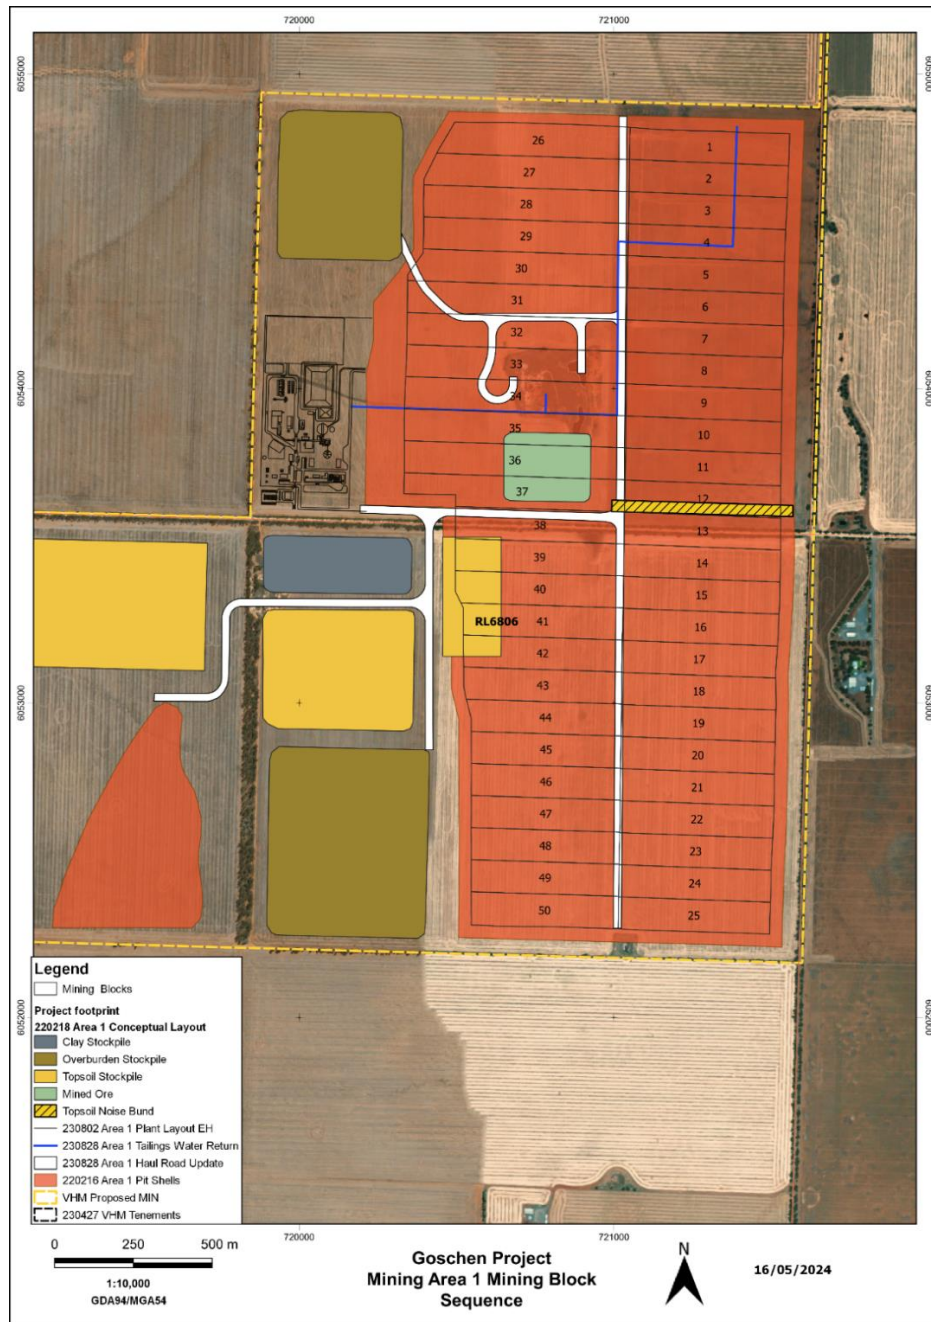 720000
721000
6055000
6055000
26
1
27
2
28
3
29
4
30
5
31
6
32
7
33
8
6054000
6054000
34
9
35
10
36
11
37
12
38
13
39
14
40
15
RL6806
41
16
42
17
43
18
6053000
6053000
44
19
45
20
46
21
47
22
48
23
49
24
50
25
Legend
Mining Blocks
Project footprint
220218 Area 1 Conceptual Layout
Clay Stockpile
Overburden Stockpile
Topsoil Stockpile
Mined Ore
Topsoil Noise Bund
230802 Area 1 Plant Layout EH
230828 Area 1 Tailings Water Return
230828 Area 1 Haul Road Update
220216 Area 1 Pit Shells
VHM Proposed MIN
230427 VHM Tenements
6052000
6052000
720000
721000
0 250 500 m
1:10,000
GDA94/MGA54
Goschen Project
Mining Area 1 Mining Block
Sequence
N
16/05/2024